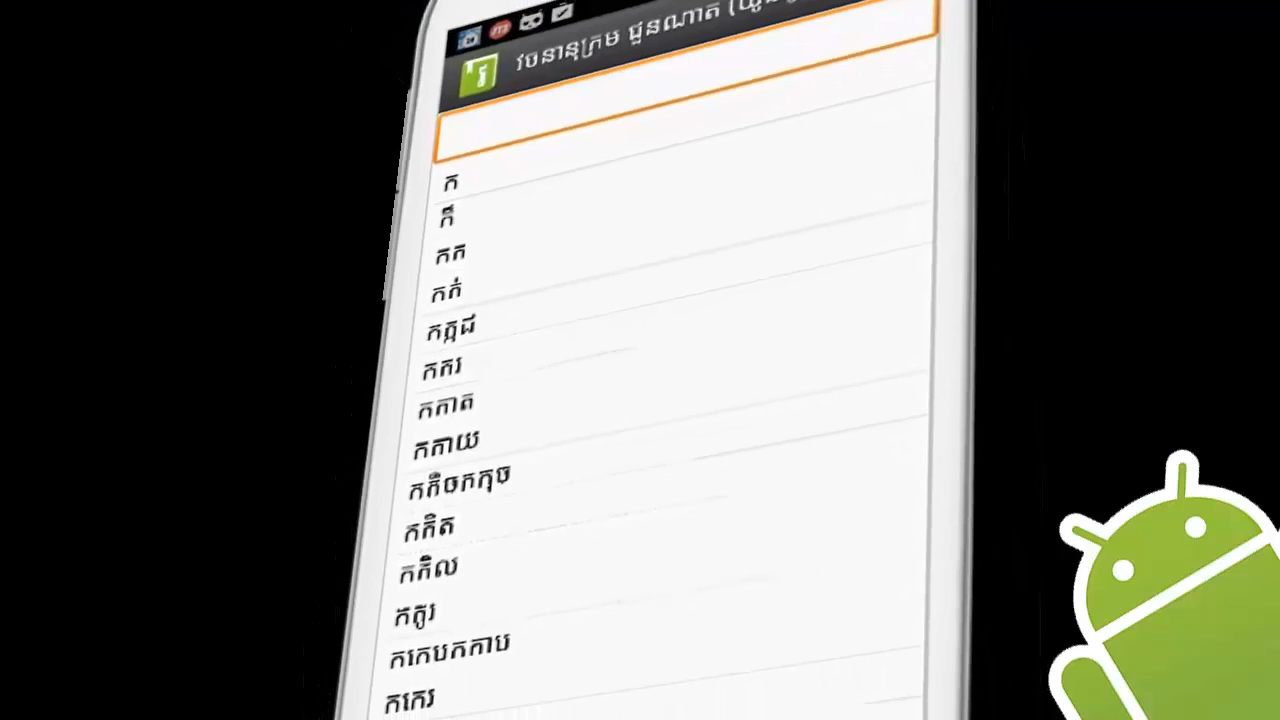 វចនានុក្រម ជួនណាត
ក
ក៏
កក
កក់
កក្កដ
កករ
កកាត
កកាយ
កកិចកកុច
កកិត
កកិល
កកូរ
កកេបកកាប
កកេរ